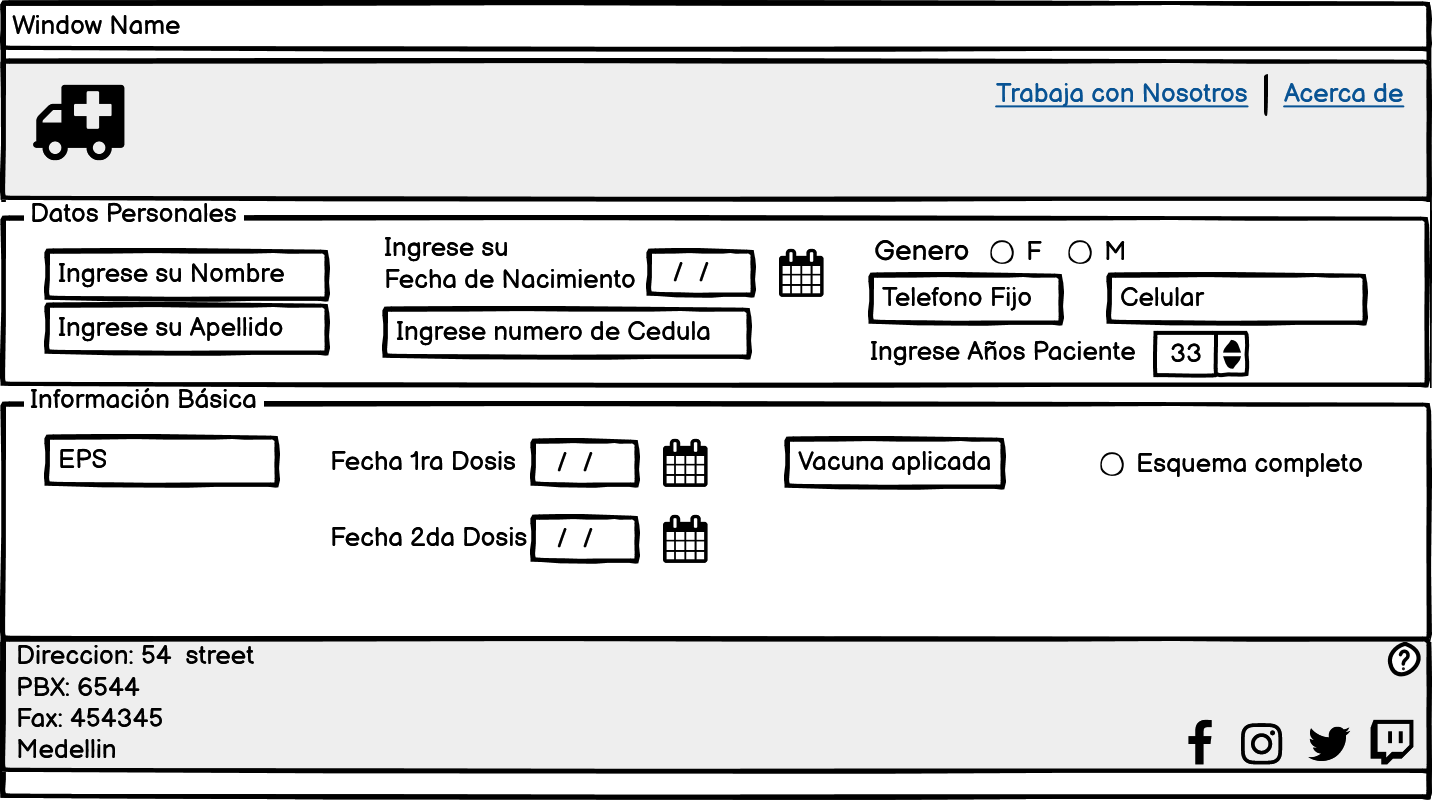 Window Name
Trabaja con Nosotros | Acerca de
Datos Personales
Ingrese su Nombre
Ingrese su Apellido
Ingrese su
Fecha de Nacimiento / /
Ingrese numero de Cedula
Genero F M
Telefono Fijo Celular
Ingrese Años Paciente 33
Información Básica
EPS
Fecha 1ra Dosis / /
Fecha 2da Dosis / /
Vacuna aplicada
Esquema completo
Direccion: 54 street
PBX: 6544
Fax: 454345
Medellin
?